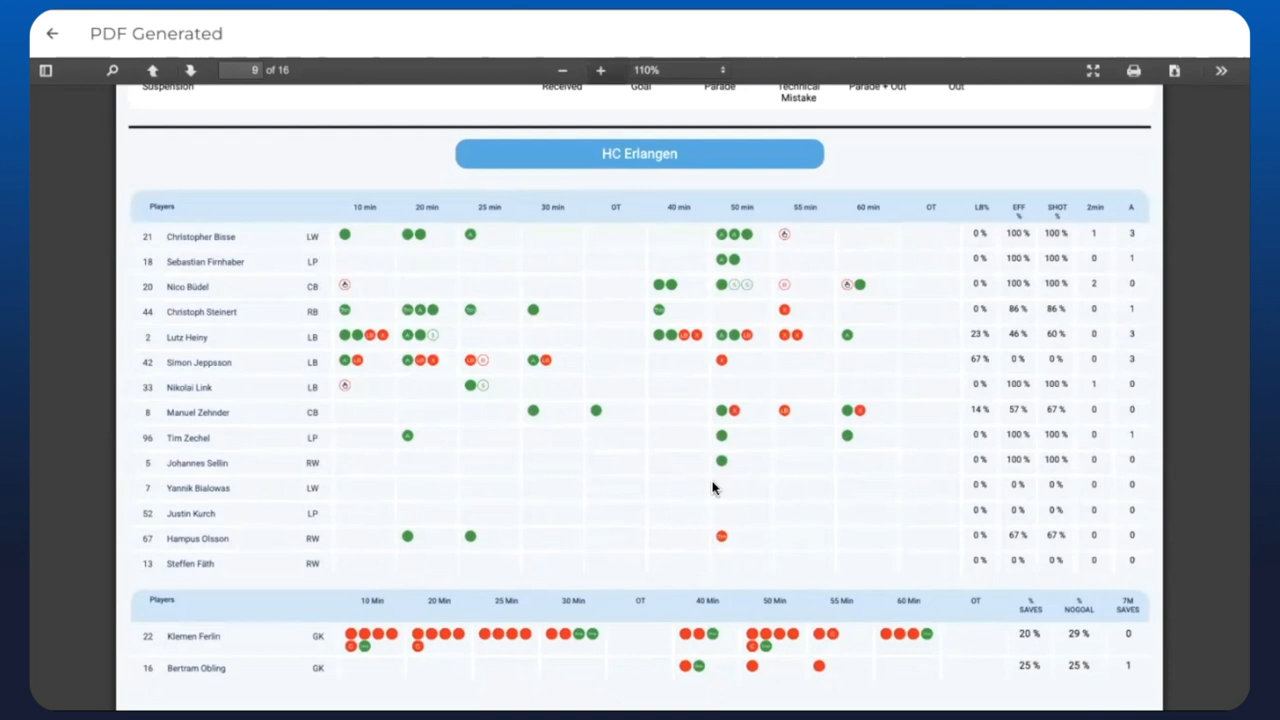 PDF Generated
9 of 16 110%
Suspension Received Goal Parade Technical Mistake Parade + Out Out
HC Erlangen
Players 10 min 20 min 25 min 30 min OT 40 min 50 min 55 min 60 min OT LB% EFF % SHOT % 2min A
21 Christopher Bisse LW 0 % 100 % 100 % 1 3
18 Sebastian Firnhaber LP 0 % 100 % 100 % 0 1
20 Nico Büdel CB 0 % 100 % 100 % 2 0
44 Christoph Steinert RB 0 % 86 % 86 % 0 1
2 Lutz Heiny LB 23 % 46 % 60 % 0 3
42 Simon Jeppsson LB 67 % 0 % 0 % 0 3
33 Nikolai Link LB 0 % 100 % 100 % 1 0
8 Manuel Zehnder CB 14 % 57 % 67 % 0 0
96 Tim Zechel LP 0 % 100 % 100 % 0 1
5 Johannes Sellin RW 0 % 100 % 100 % 0 0
7 Yannik Bialowas LW 0 % 0 % 0 % 0 0
52 Justin Kurch LP 0 % 0 % 0 % 0 0
67 Hampus Olsson RW 0 % 67 % 67 % 0 0
13 Steffen Fäth RW 0 % 0 % 0 % 0 0
Players 10 Min 20 Min 25 Min 30 Min OT 40 Min 50 Min 55 Min 60 Min OT % SAVES % NOGOAL 7M SAVES
22 Klemen Ferlin GK 20 % 29 % 0
16 Bertram Obling GK 25 % 25 % 1